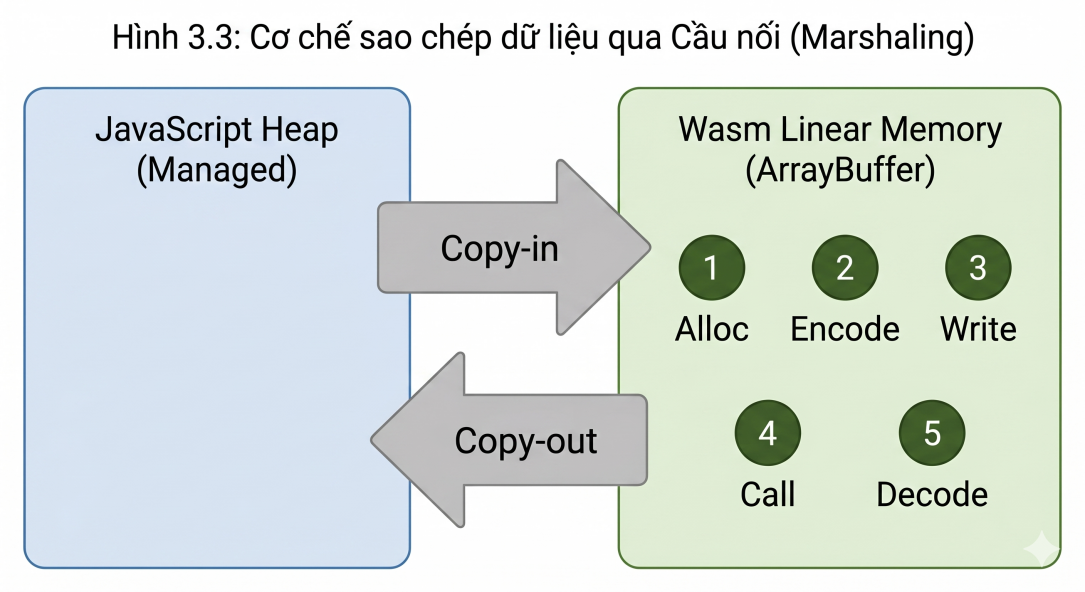 Hình 3.3: Cơ chế sao chép dữ liệu qua Cầu nối (Marshaling)
JavaScript Heap
(Managed)
Wasm Linear Memory
(ArrayBuffer)
Copy-in
1 2 3
Alloc Encode Write
Copy-out
4 5
Call Decode